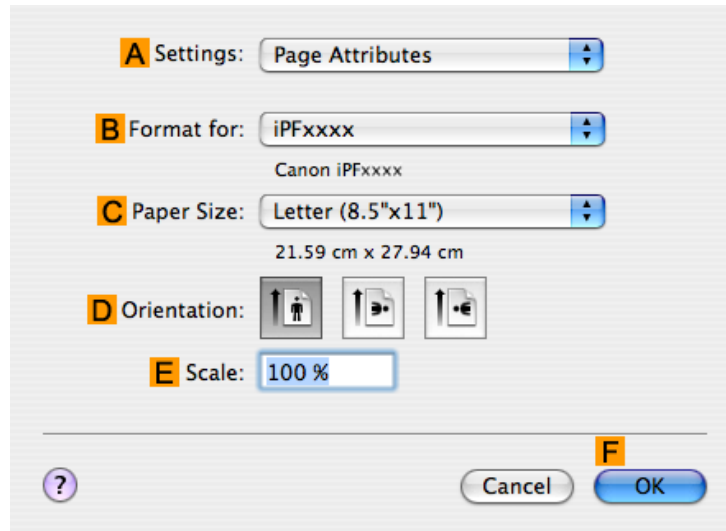 A Settings: Page Attributes
B Format for: iPFxxxx
Canon iPFxxxx
C Paper Size: Letter (8.5"x11")
21.59 cm x 27.94 cm
D Orientation:
E Scale: 100 %
F
? Cancel OK